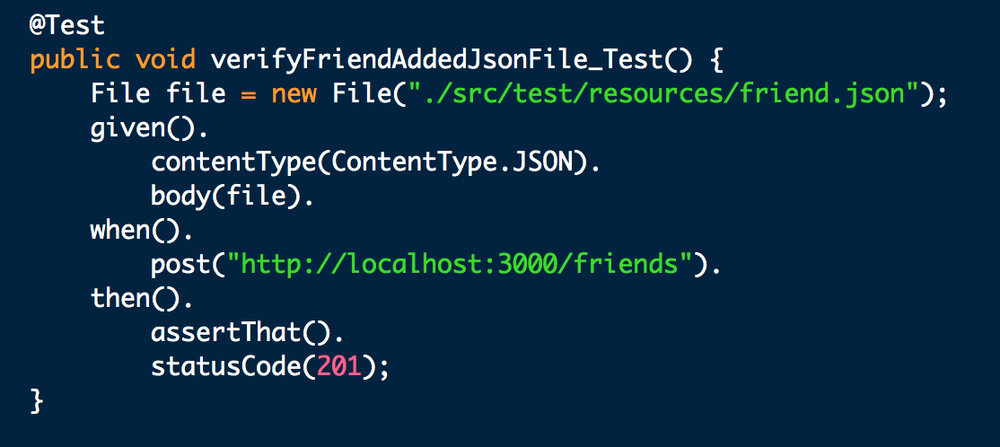 @Test
public void verifyFriendAddedJsonFile_Test() {
    File file = new File("./src/test/resources/friend.json");
    given().
        contentType(ContentType.JSON).
        body(file).
    when().
        post("http://localhost:3000/friends").
    then().
        assertThat().
        statusCode(201);
}